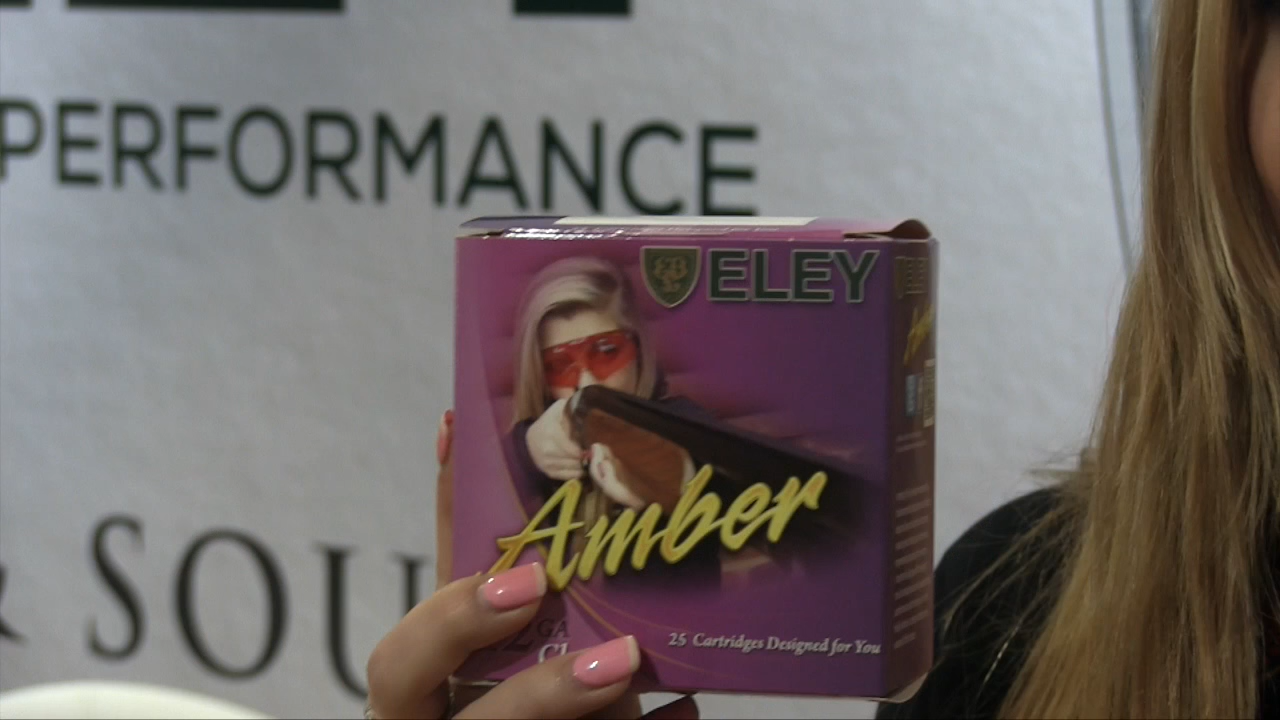 PERFORMANCE
ELEY
Amber
25 Cartridges Designed for You
& SOU